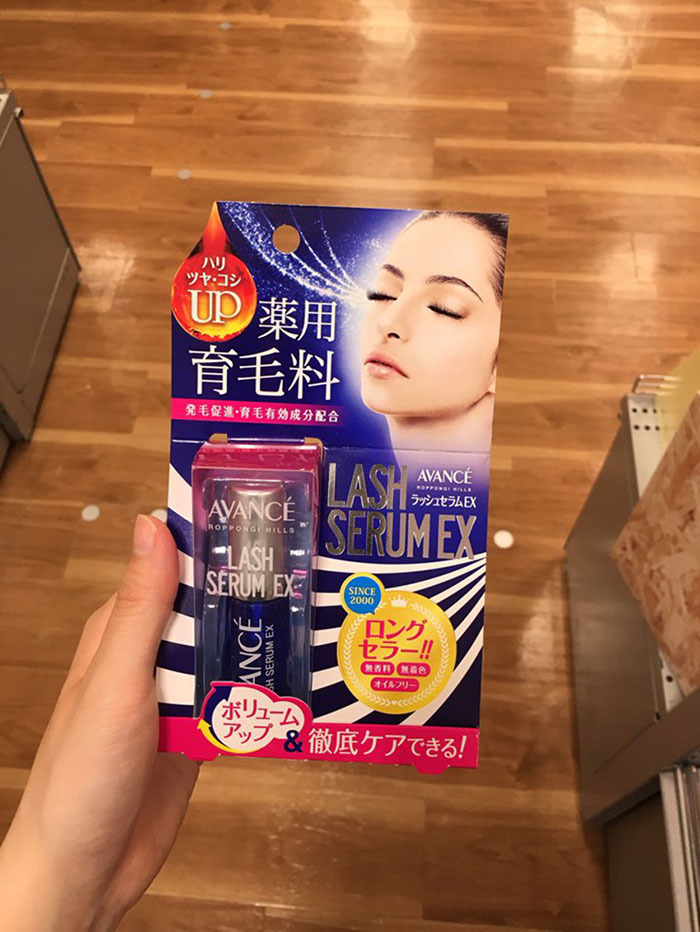 ハリ
ツヤ・コシ
UP
薬用
育毛料
発毛促進・育毛有効成分配合
AVANCÉ
ROPPONGI HILLS
ラッシュセラムEX
LASH
SERUM EX
AVANCÉ
ROPPONGI HILLS
LASH
SERUM EX
ANCÉ
SH SERUM EX
SINCE
2000
ロング
セラー!!
無香料 無着色
オイルフリー
ボリューム
アップ
& 徹底ケアできる!